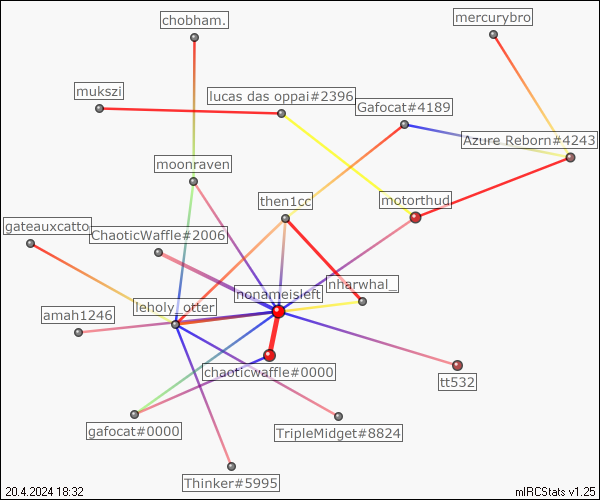 chobham.
mercurybro
mukszi
lucas das oppai#2396
Gafocat#4189
Azure Reborn#4243
moonraven
then1cc
motorthud
gateauxcatto
ChaoticWaffle#2006
nharwhal_
nonameisleft
leholy_otter
amah1246
chaoticwaffle#0000
tt532
gafocat#0000
TripleMidget#8824
Thinker#5995
20.4.2024 18:32
mIRCStats v1.25